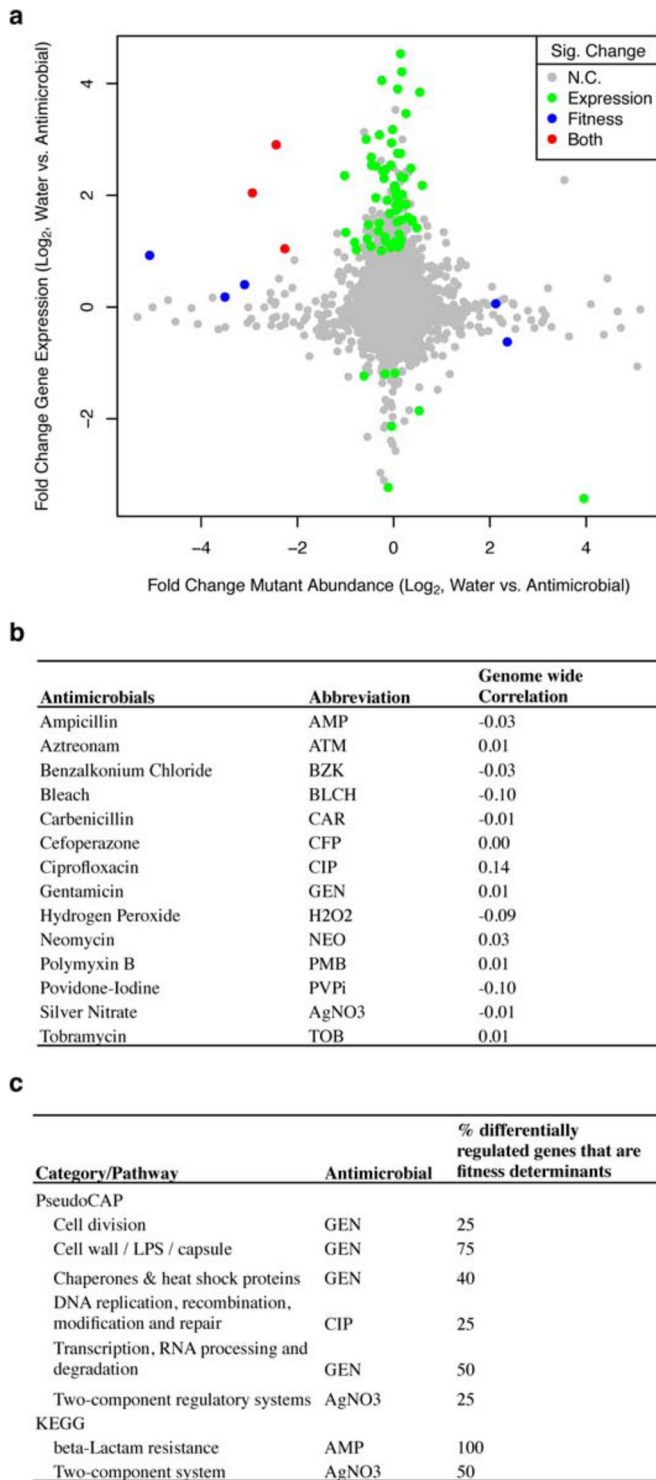 a
Sig. Change
N.C.
Expression
Fitness
Both
4
2
0
−2
Fold Change Gene Expression (Log2, Water vs. Antimicrobial)
−4 −2 0 2 4
Fold Change Mutant Abundance (Log2, Water vs. Antimicrobial)
b
Genome wide
Antimicrobials Abbreviation Correlation
Ampicillin AMP -0.03
Aztreonam ATM 0.01
Benzalkonium Chloride BZK -0.03
Bleach BLCH -0.10
Carbenicillin CAR -0.01
Cefoperazone CFP 0.00
Ciprofloxacin CIP 0.14
Gentamicin GEN 0.01
Hydrogen Peroxide H2O2 -0.09
Neomycin NEO 0.03
Polymyxin B PMB 0.01
Povidone-Iodine PVPi -0.10
Silver Nitrate AgNO3 -0.01
Tobramycin TOB 0.01
c
% differentially
regulated genes that are
Category/Pathway Antimicrobial fitness determinants
PseudoCAP
Cell division GEN 25
Cell wall / LPS / capsule GEN 75
Chaperones & heat shock proteins GEN 40
DNA replication, recombination,
modification and repair CIP 25
Transcription, RNA processing and
degradation GEN 50
Two-component regulatory systems AgNO3 25
KEGG
beta-Lactam resistance AMP 100
Two-component system AgNO3 50